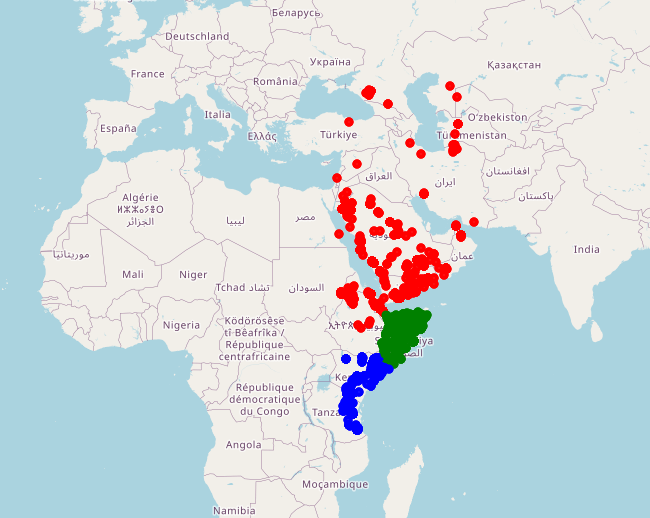 Беларусь
Deutschland
Україна
Қазақстан
France
România
Italia
O'zbekiston
España
Ελλάς
Türkiye
العراق
ایران
افغانستان
پاکستان
Algérie
ⵍⵣⵣⴰⵢⴻⵔ
الجزائر
ليبيا
مصر
موريتانيا
عمان
India
Mali
Niger
Tchad تشاد
السودان
Nigeria
Ködörösêse
tî Bêafrîka /
République
centrafricaine
République
démocratique
du Congo
Angola
Moçambique
Namibia